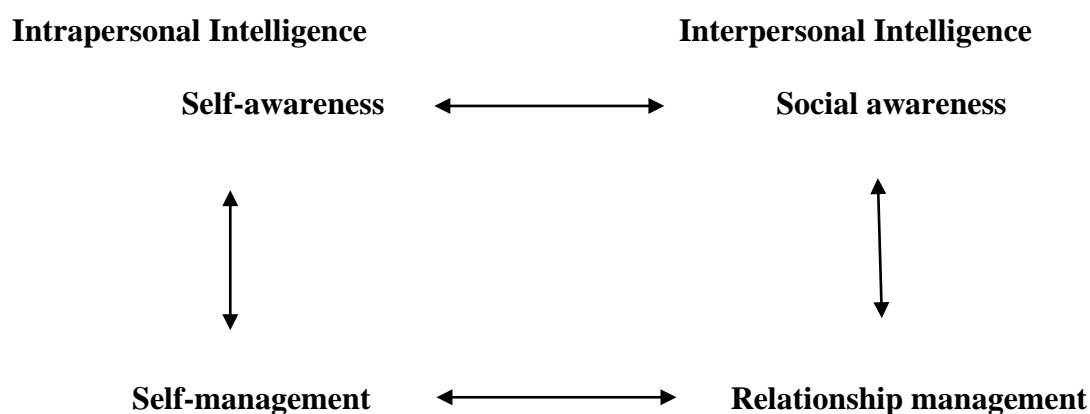 Intrapersonal Intelligence Interpersonal Intelligence
Self-awareness Social awareness
Self-management Relationship management